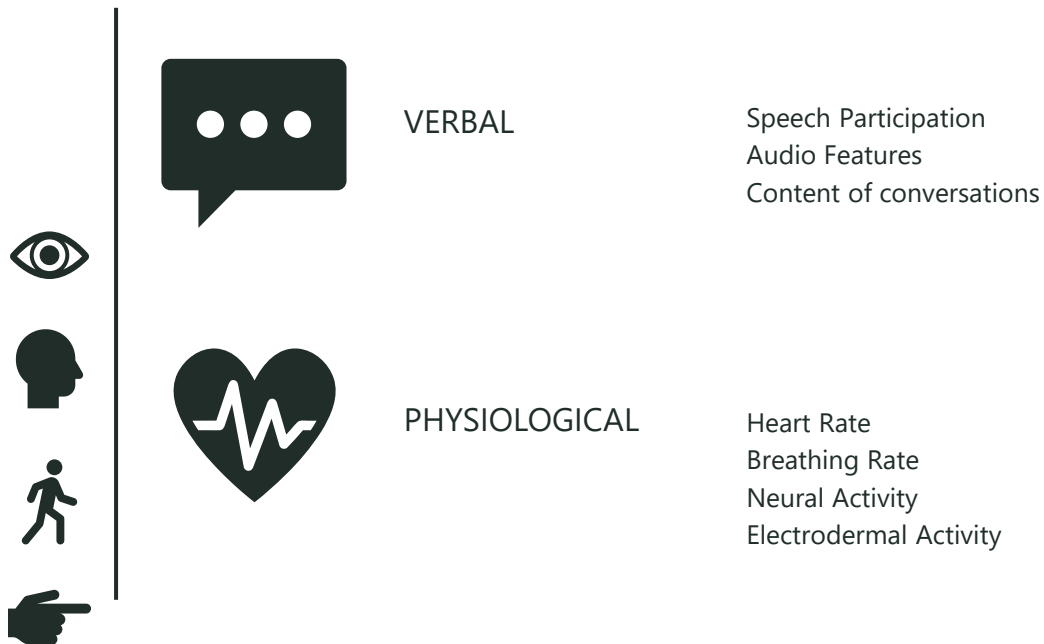 VERBAL
Speech Participation
Audio Features
Content of conversations
PHYSIOLOGICAL
Heart Rate
Breathing Rate
Neural Activity
Electrodermal Activity